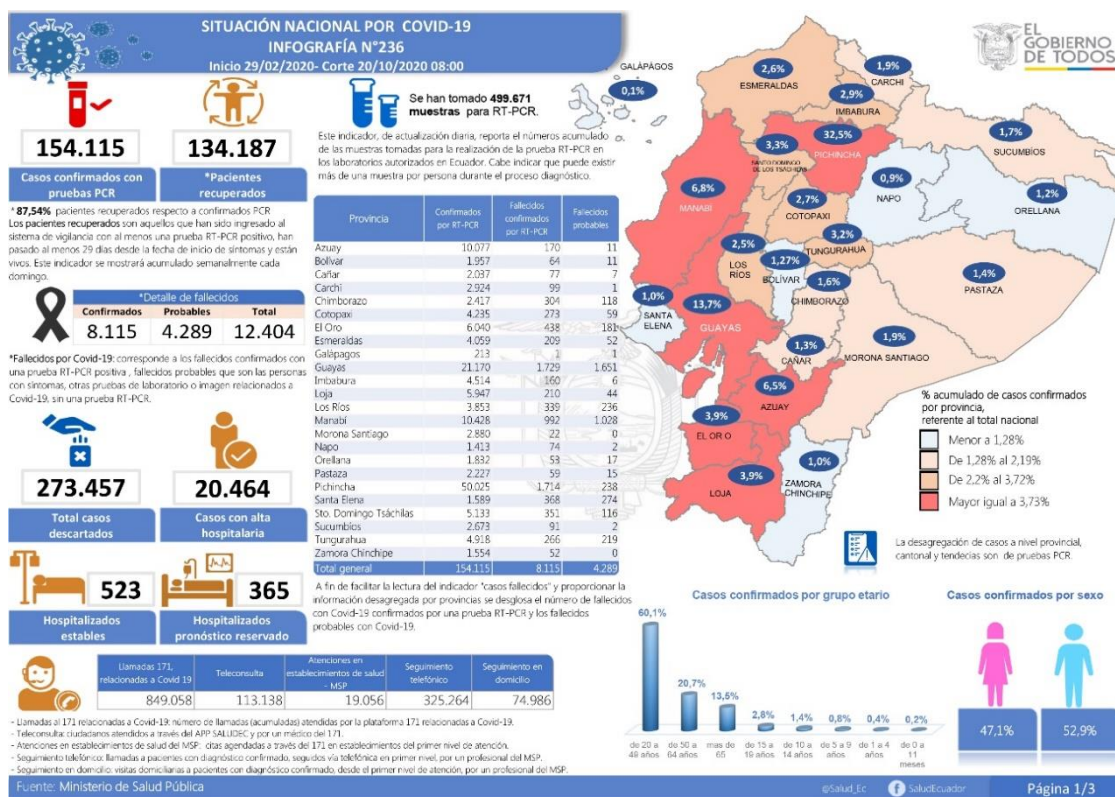 SITUACIÓN NACIONAL POR COVID-19
INFOGRAFÍA N°236
Inicio 29/02/2020- Corte 20/10/2020 08:00
EL
GOBIERNO
DE TODOS
154.115
Casos confirmados con
pruebas PCR
134.187
*Pacientes
recuperados
* 87,54% pacientes recuperados respecto a confirmados PCR
Los pacientes recuperados son aquellos que han sido ingresado al
sistema de vigilancia con al menos una prueba RT-PCR positivo, han
pasado al menos 29 días desde la fecha de inicio de síntomas y están
vivos. Este indicador se mostrará acumulado semanalmente cada
domingo.
*Detalle de fallecidos
Confirmados Probables Total
8.115 4.289 12.404
*Fallecidos por Covid-19: corresponde a los fallecidos confirmados con
una prueba RT-PCR positiva , fallecidos probables que son las personas
con síntomas, otras pruebas de laboratorio o imagen relacionados a
Covid-19, sin una prueba RT-PCR.
273.457
Total casos
descartados
20.464
Casos con alta
hospitalaria
523
Hospitalizados
estables
365
Hospitalizados
pronóstico reservado
Se han tomado 499.671
muestras para RT-PCR.
Este indicador, de actualización diaria, reporta el números acumulado
de las muestras tomadas para la realización de la prueba RT-PCR en
los laboratorios autorizados en Ecuador. Cabe indicar que puede existir
más de una muestra por persona durante el proceso diagnóstico.
Provincia Confirmados por RT-PCR Fallecidos confirmados por RT-PCR Fallecidos probables
Azuay 10.077 170 11
Bolívar 1.957 64 11
Cañar 2.037 77 7
Carchi 2.924 99 1
Chimborazo 2.417 304 118
Cotopaxi 4.235 273 59
El Oro 6.040 438 181
Esmeraldas 4.059 209 52
Galápagos 213 1 1
Guayas 21.170 1.729 1.651
Imbabura 4.514 160 6
Loja 5.947 210 44
Los Ríos 3.853 339 236
Manabí 10.428 992 1.028
Morona Santiago 2.880 22 0
Napo 1.413 74 2
Orellana 1.832 53 17
Pastaza 2.227 59 15
Pichincha 50.025 1.714 238
Santa Elena 1.589 368 274
Sto. Domingo Tsáchilas 5.133 351 116
Sucumbíos 2.673 91 2
Tungurahua 4.918 266 219
Zamora Chinchipe 1.554 52 0
Total general 154.115 8.115 4.289
A fin de facilitar la lectura del indicador "casos fallecidos" y proporcionar la
información desagregada por provincias se desglosa el número de fallecidos
con Covid-19 confirmados por una prueba RT-PCR y los fallecidos
probables con Covid-19.
GALÁPAGOS
0,1%
2,6%
ESMERALDAS
1,9%
CARCHI
2,9%
IMBABURA
32,5%
PICHINCHA
3,3%
SANTO DOMINGO
DE LOS TSÁCHILAS
1,7%
SUCUMBÍOS
0,9%
NAPO
1,2%
ORELLANA
6,8%
MANABÍ
2,7%
COTOPAXI
3,2%
TUNGURAHUA
2,5%
LOS
RÍOS
1,27%
BOLÍVAR
1,6%
CHIMBORAZO
1,4%
PASTAZA
1,0%
SANTA
ELENA
13,7%
GUAYAS
1,3%
CAÑAR
1,9%
MORONA SANTIAGO
6,5%
AZUAY
3,9%
EL OR O
3,9%
LOJA
1,0%
ZAMORA
CHINCHIPE
% acumulado de casos confirmados
por provincia,
referente al total nacional
Menor a 1,28%
De 1,28% al 2,19%
De 2,2% al 3,72%
Mayor igual a 3,73%
La desagregación de casos a nivel provincial,
cantonal y tendecias son de pruebas PCR.
Casos confirmados por grupo etario
60,1%
20,7%
13,5%
2,8%
1,4%
0,8%
0,4%
0,2%
de 20 a 49 años
de 50 a 64 años
mas de 65
de 15 a 19 años
de 10 a 14 años
de 5 a 9 años
de 1 a 4 años
de 0 a 11 meses
Casos confirmados por sexo
47,1%
52,9%
Llamadas 171, relacionadas a Covid 19 Teleconsulta Atenciones en establecimientos de salud - MSP Seguimiento telefónico Seguimiento en domicilio
849.058 113.138 19.056 325.264 74.986
- Llamadas al 171 relacionadas a Covid-19: número de llamadas (acumuladas) atendidas por la plataforma 171 relacionadas a Covid-19.
- Teleconsulta: ciudadanos atendidos a través del APP SALUDEC y por un médico del 171.
- Atenciones en establecimientos de salud del MSP: citas agendadas a través del 171 en establecimientos del primer nivel de atención.
- Seguimiento telefónico: llamadas a pacientes con diagnóstico confirmado, seguidos vía telefónica en primer nivel, por un profesional del MSP.
- Seguimiento en domicilio: visitas domiciliarias a pacientes con diagnóstico confirmado, desde el primer nivel de atención, por un profesional del MSP.
Fuente: Ministerio de Salud Pública
@Salud_Ec
SaludEcuador
Página 1/3